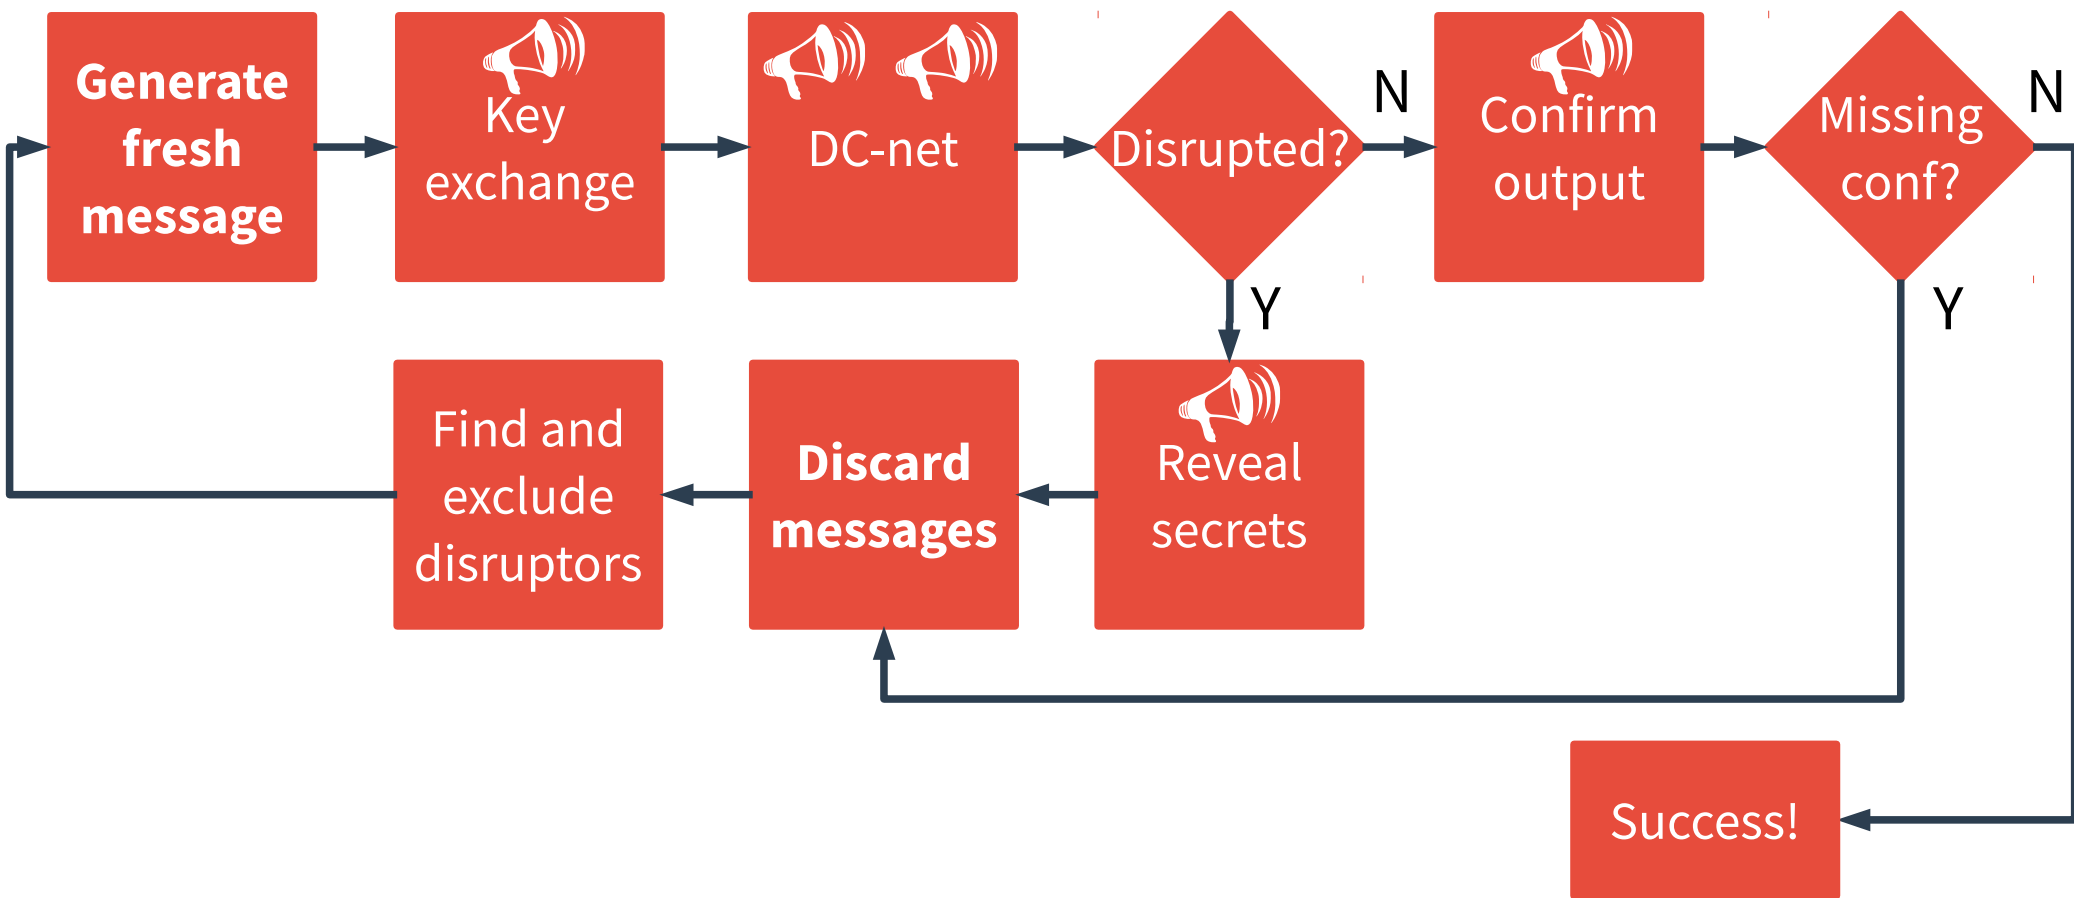 Generate
fresh
message
Key
exchange
DC-net
Disrupted?
N
Confirm
output
Missing
conf?
N
Y
Y
Find and
exclude
disruptors
Discard
messages
Reveal
secrets
Success!